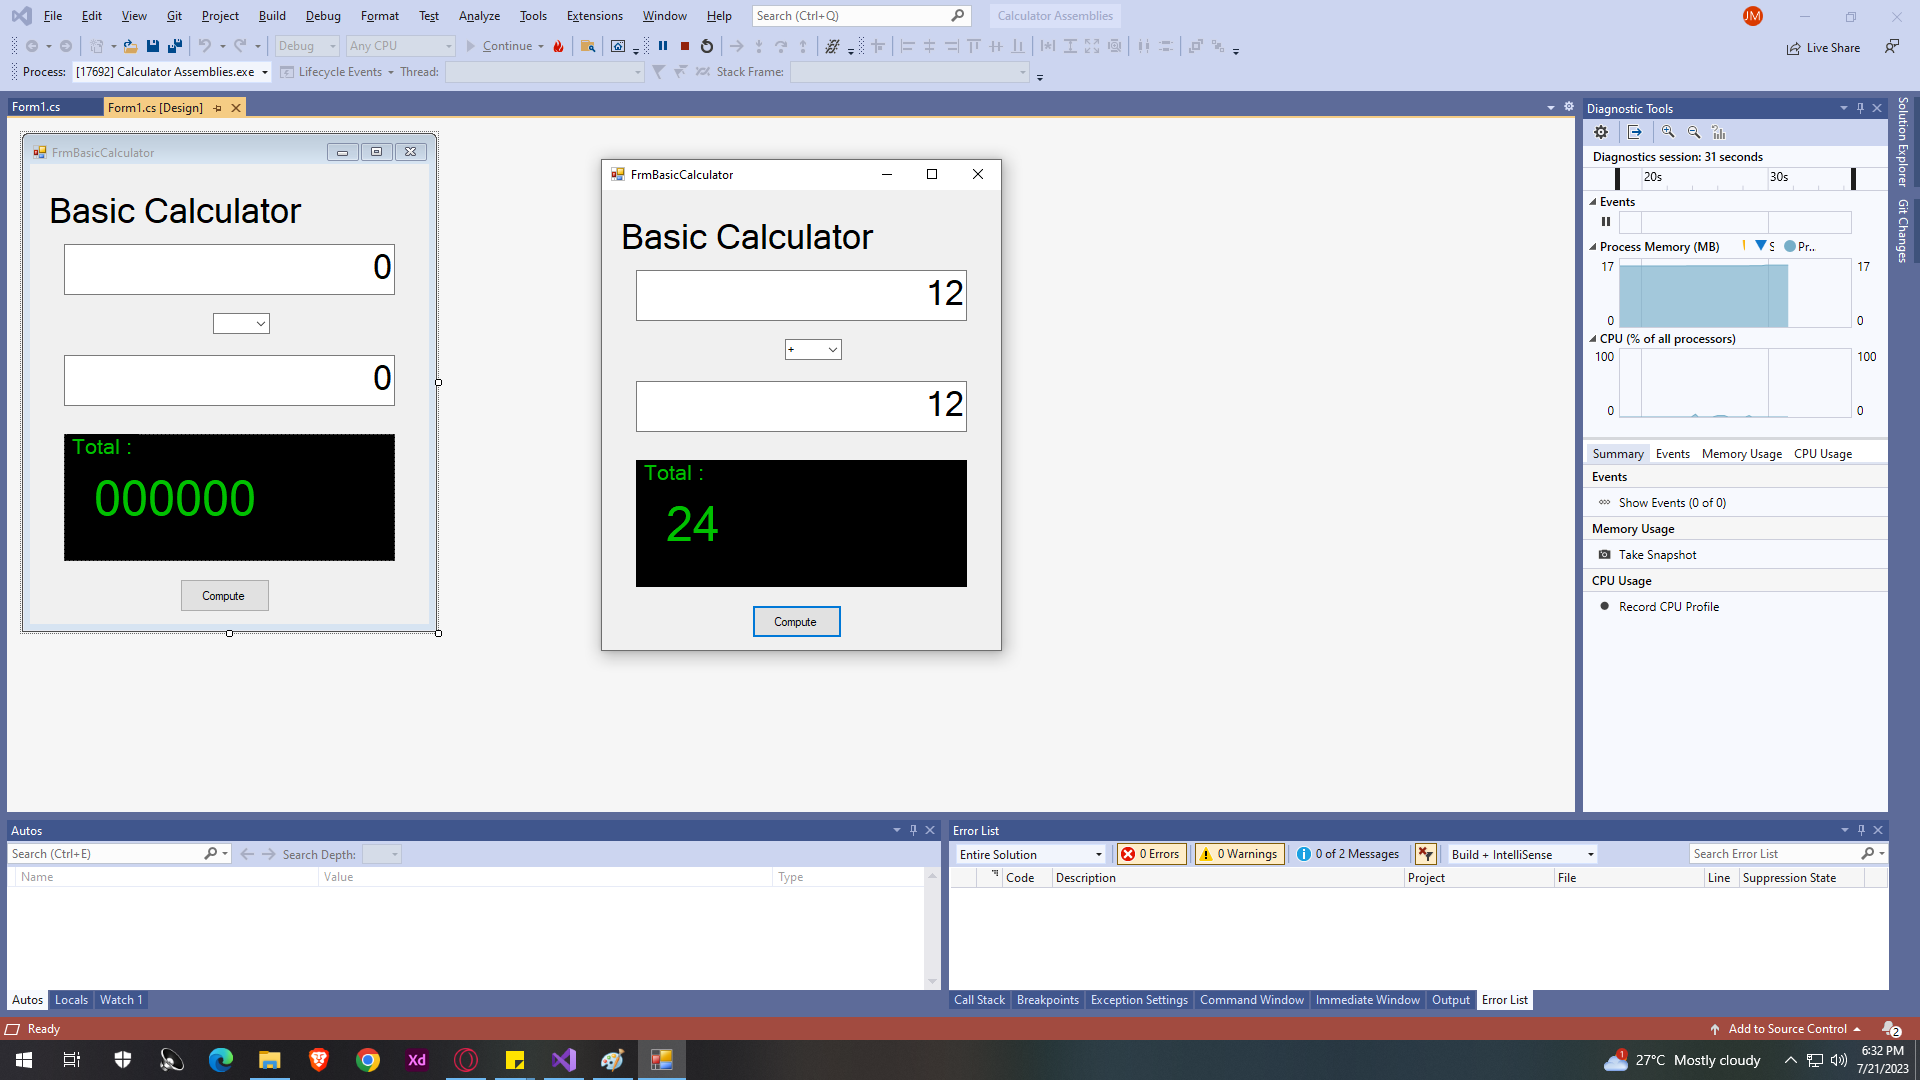 File Edit View Git Project Build Debug Format Test Analyze Tools Extensions Window Help Search (Ctrl+Q) Calculator Assemblies JM
Debug Any CPU Continue Live Share
Process: [17692] Calculator Assemblies.exe Lifecycle Events Thread: Stack Frame:
Form1.cs Form1.cs [Design]
FrmBasicCalculator
Basic Calculator
0
0
Total :
000000
Compute
FrmBasicCalculator
Basic Calculator
12
+
12
Total :
24
Compute
Diagnostic Tools
Diagnostics session: 31 seconds
20s 30s
Events
Process Memory (MB) S Pr...
17 17
0 0
CPU (% of all processors)
100 100
0 0
Summary Events Memory Usage CPU Usage
Events
Show Events (0 of 0)
Memory Usage
Take Snapshot
CPU Usage
Record CPU Profile
Solution Explorer
Git Changes
Autos
Search (Ctrl+E) Search Depth:
Name Value Type
Autos Locals Watch 1
Error List
Entire Solution 0 Errors 0 Warnings 0 of 2 Messages Build + IntelliSense Search Error List
Code Description Project File Line Suppression State
Call Stack Breakpoints Exception Settings Command Window Immediate Window Output Error List
Ready Add to Source Control 2
Xd 1 27°C Mostly cloudy 6:32 PM
7/21/2023